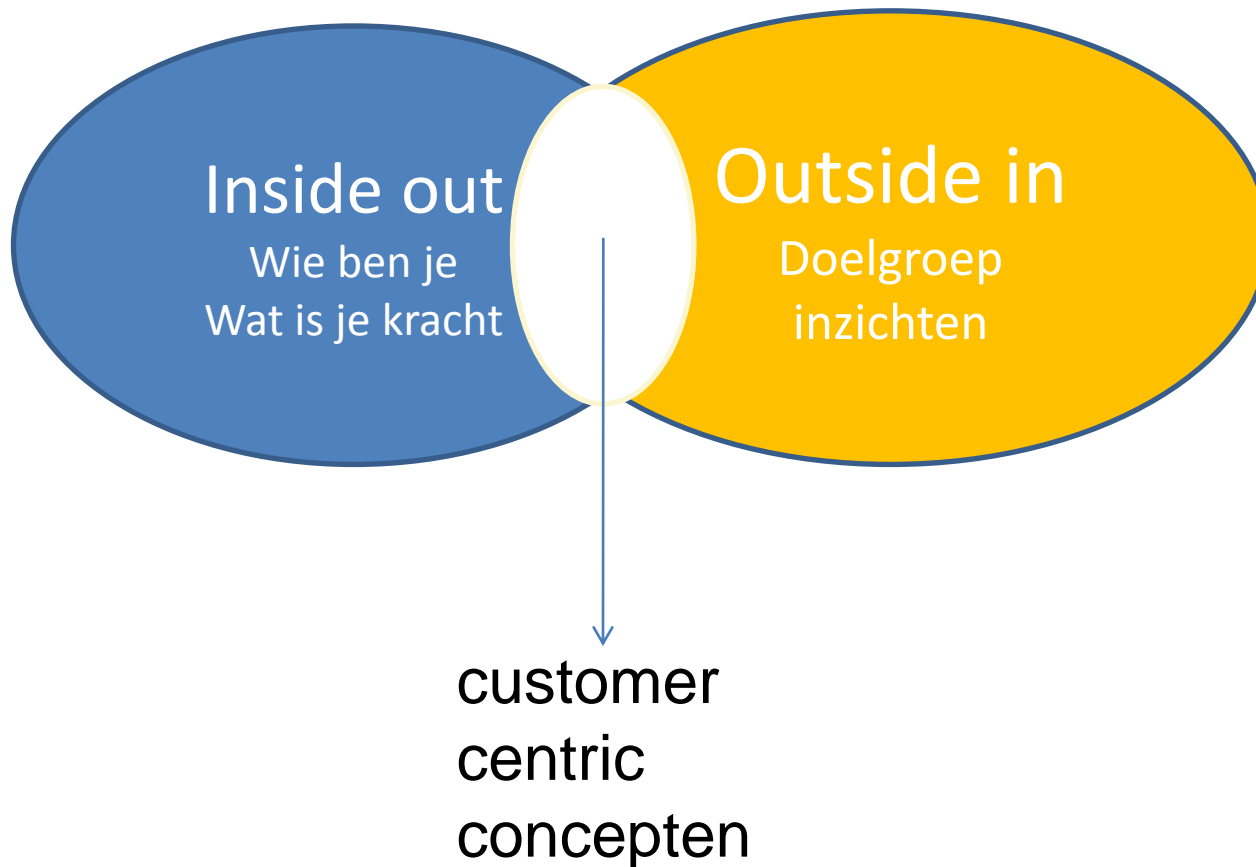 Inside out
Wie ben je
Wat is je kracht
Outside in
Doelgroep
inzichten
customer
centric
concepten